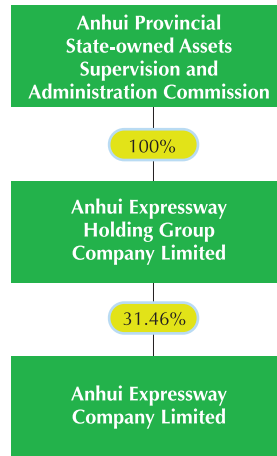 Anhui Provincial
State-owned Assets
Supervision and
Administration Commission
100%
Anhui Expressway
Holding Group
Company Limited
31.46%
Anhui Expressway
Company Limited